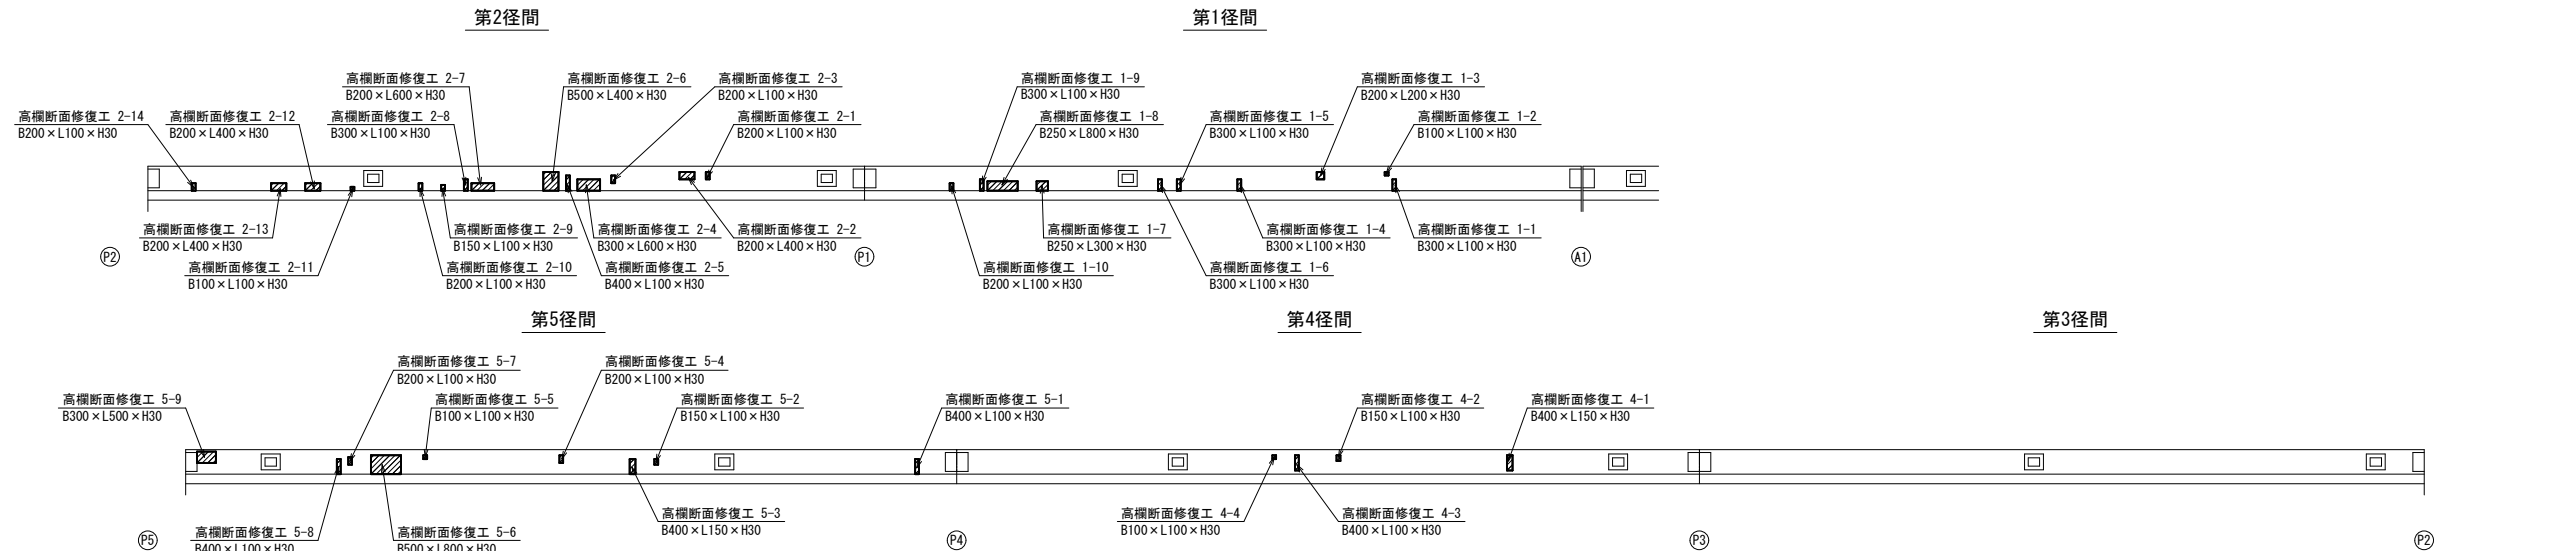 第2径間
第1径間
高欄断面修復工 2-7
B200×L600×H30
高欄断面修復工 2-6
B500×L400×H30
高欄断面修復工 2-3
B200×L100×H30
高欄断面修復工 1-9
B300×L100×H30
高欄断面修復工 1-3
B200×L200×H30
高欄断面修復工 2-14
B200×L100×H30
高欄断面修復工 2-12
B200×L400×H30
高欄断面修復工 2-8
B300×L100×H30
高欄断面修復工 2-1
B200×L100×H30
高欄断面修復工 1-8
B250×L800×H30
高欄断面修復工 1-5
B300×L100×H30
高欄断面修復工 1-2
B100×L100×H30
高欄断面修復工 2-13
B200×L400×H30
高欄断面修復工 2-9
B150×L100×H30
高欄断面修復工 2-4
B300×L600×H30
高欄断面修復工 2-2
B200×L400×H30
高欄断面修復工 1-7
B250×L300×H30
高欄断面修復工 1-4
B300×L100×H30
高欄断面修復工 1-1
B300×L100×H30
P2
P1
A1
高欄断面修復工 2-11
B100×L100×H30
高欄断面修復工 2-10
B200×L100×H30
高欄断面修復工 2-5
B400×L100×H30
高欄断面修復工 1-10
B200×L100×H30
高欄断面修復工 1-6
B300×L100×H30
第5径間
第4径間
第3径間
高欄断面修復工 5-7
B200×L100×H30
高欄断面修復工 5-4
B200×L100×H30
高欄断面修復工 5-9
B300×L500×H30
高欄断面修復工 5-5
B100×L100×H30
高欄断面修復工 5-2
B150×L100×H30
高欄断面修復工 5-1
B400×L100×H30
高欄断面修復工 4-2
B150×L100×H30
高欄断面修復工 4-1
B400×L150×H30
高欄断面修復工 5-3
B400×L150×H30
高欄断面修復工 4-4
B100×L100×H30
高欄断面修復工 4-3
B400×L100×H30
高欄断面修復工 5-8
B400×L100×H30
高欄断面修復工 5-6
B500×L800×H30
P5
P4
P3
P2